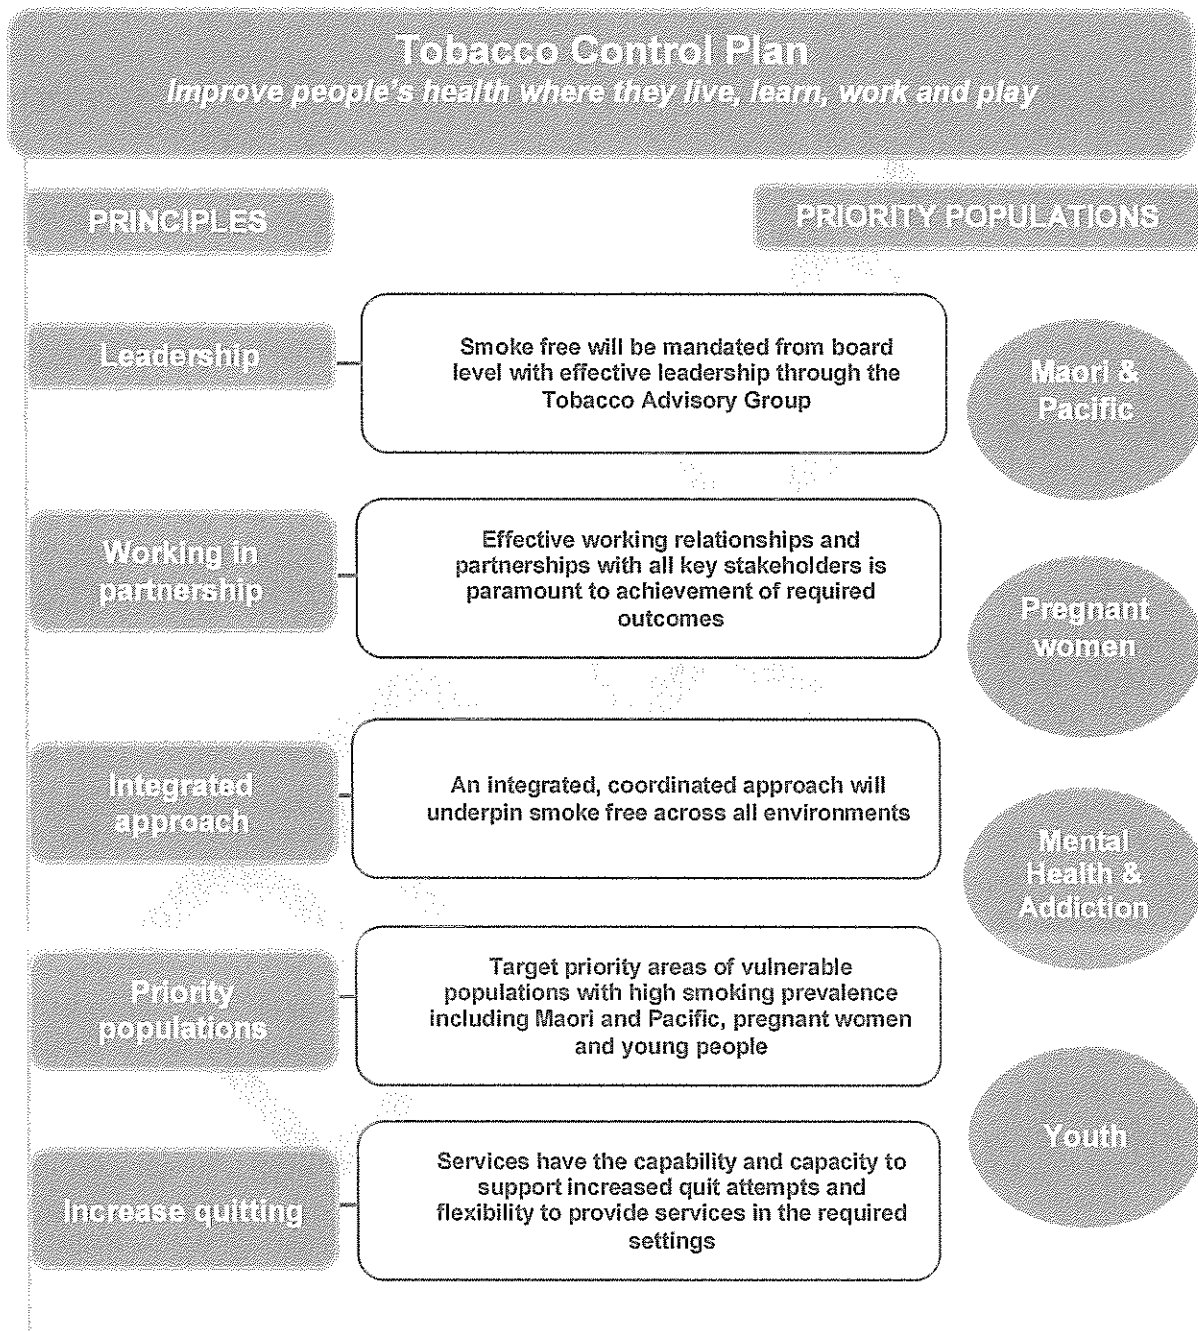 Tobacco Control Plan
Improve people's health where they live, learn, work and play
PRINCIPLES
PRIORITY POPULATIONS
Leadership
Smoke free will be mandated from board
level with effective leadership through the
Tobacco Advisory Group
Maori &
Pacific
Working in
partnership
Effective working relationships and
partnerships with all key stakeholders is
paramount to achievement of required
outcomes
Pregnant
women
Integrated
approach
An integrated, coordinated approach will
underpin smoke free across all environments
Mental
Health &
Addiction
Priority
populations
Target priority areas of vulnerable
populations with high smoking prevalence
including Maori and Pacific, pregnant women
and young people
Youth
Increase quitting
Services have the capability and capacity to
support increased quit attempts and
flexibility to provide services in the required
settings